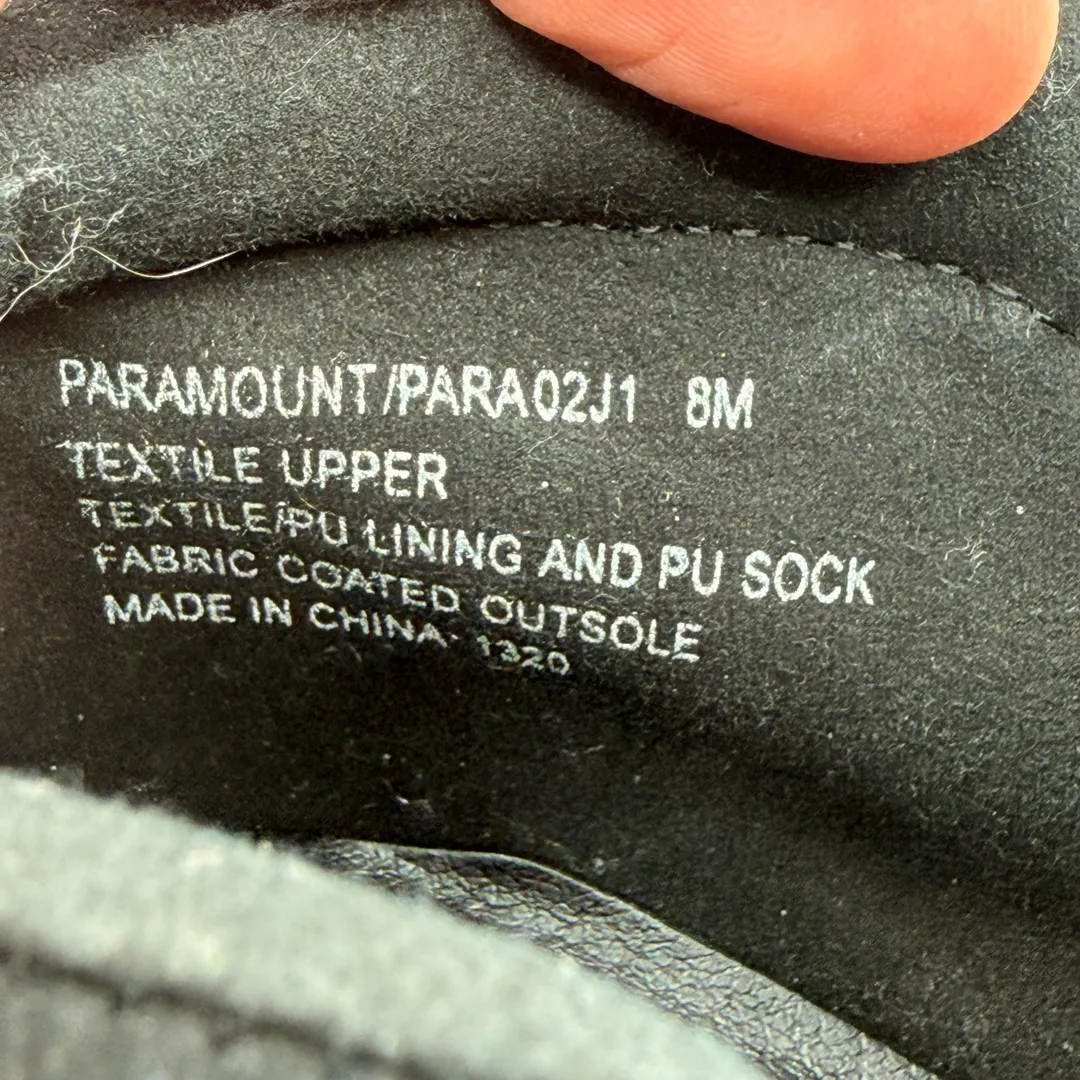 PARAMOUNT/PARA02J1 8M
TEXTILE UPPER
TEXTILE/PU LINING AND PU SOCK
FABRIC COATED OUTSOLE
MADE IN CHINA 1320